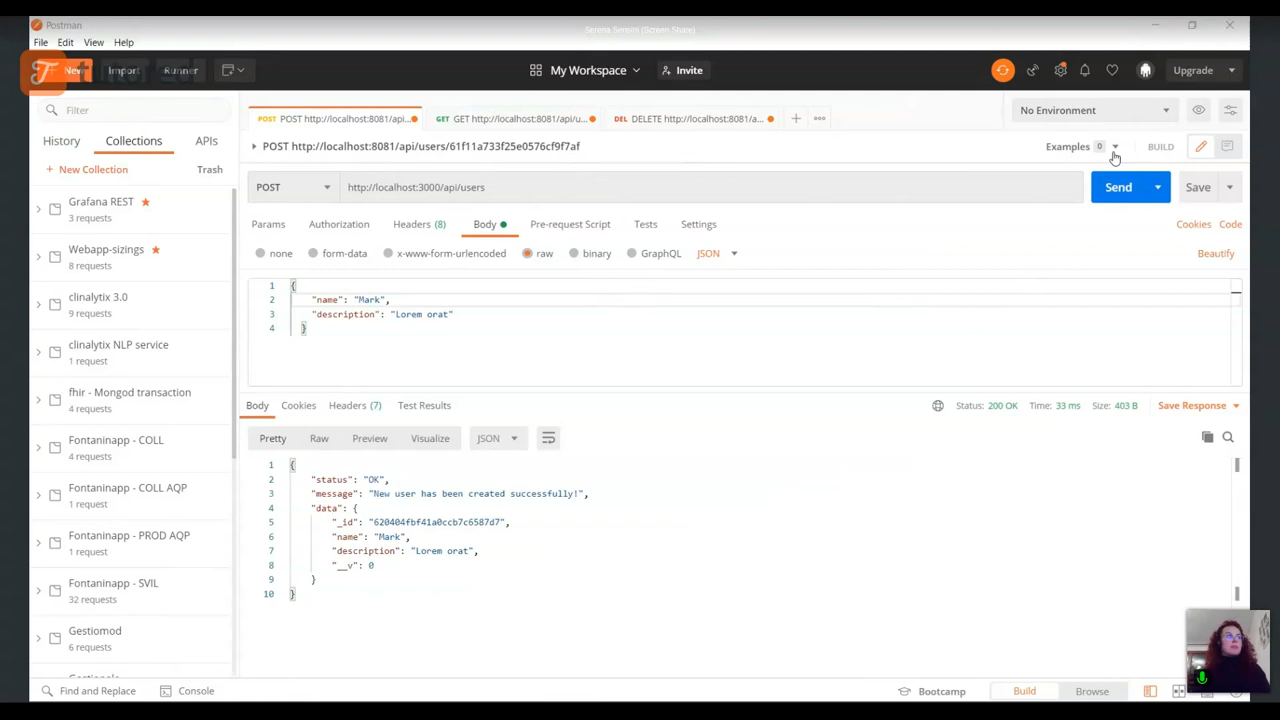 Postman
Serena Sensini (Screen Share)
File Edit View Help
New Import Runner
My Workspace Invite
Upgrade
Filter
History Collections APIs
+ New Collection Trash
Grafana REST
3 requests
Webapp-sizings
8 requests
clinalytix 3.0
9 requests
clinalytix NLP service
1 request
fhir - Mongod transaction
4 requests
Fontaninapp - COLL
4 requests
Fontaninapp - COLL AQP
1 request
Fontaninapp - PROD AQP
1 request
Fontaninapp - SVIL
32 requests
Gestiomod
6 requests
POST POST http://localhost:8081/api... GET GET http://localhost:8081/api/u... DEL DELETE http://localhost:8081/a...
No Environment
POST http://localhost:8081/api/users/61f11a733f25e0576cf9f7af
Examples 0 BUILD
POST http://localhost:3000/api/users Send Save
Params Authorization Headers (8) Body Pre-request Script Tests Settings Cookies Code
none form-data x-www-form-urlencoded raw binary GraphQL JSON Beautify
1 {
2 "name": "Mark",
3 "description": "Lorem orat"
4 }
Body Cookies Headers (7) Test Results Status: 200 OK Time: 33 ms Size: 403 B Save Response
Pretty Raw Preview Visualize JSON
1 {
2 "status": "OK",
3 "message": "New user has been created successfully!",
4 "data": {
5 "_id": "620404fbf41a0ccb7c6587d7",
6 "name": "Mark",
7 "description": "Lorem orat",
8 "__v": 0
9 }
10 }
Find and Replace Console Bootcamp Build Browse